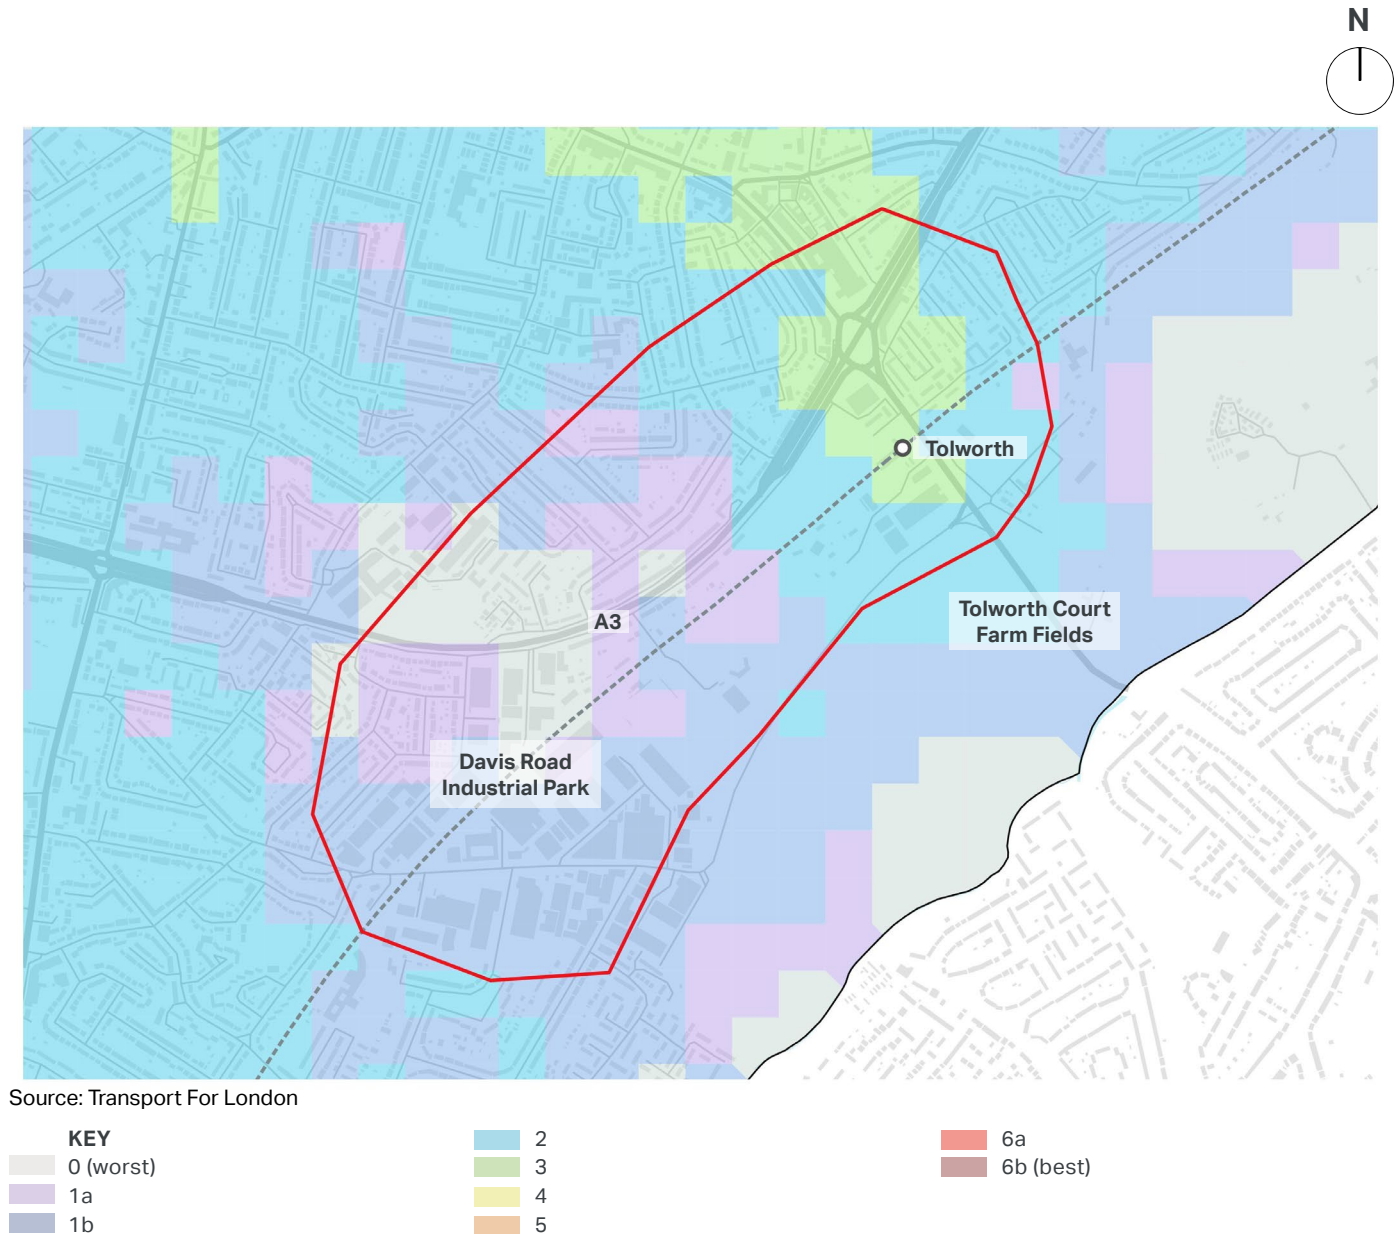 N
Tolworth
A3
Tolworth Court
Farm Fields
Davis Road
Industrial Park
Source: Transport For London
KEY
0 (worst)
1a
1b
2
3
4
5
6a
6b (best)